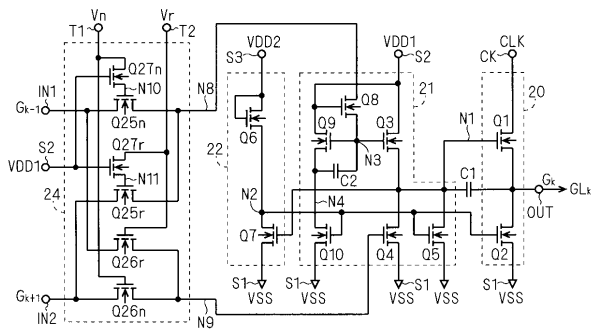 Vn Vr
T1 T2
VDD2 VDD1 CLK
S3 S2 CK
Q27n
N10 N8 21 20
IN1
Gk-1
Q25n
Q8
Q9 Q3 N1 Q1
Q6
N3
S2 Q27r
VDD1
N11
22
C2 C1
24
N2 N4
Gk GLk
OUT
Q25r
Q7 Q10 Q4 Q5 Q2
Q26r
Gk+1
IN2
Q26n
N9
S1 S1 S1 S1
VSS VSS VSS VSS VSS